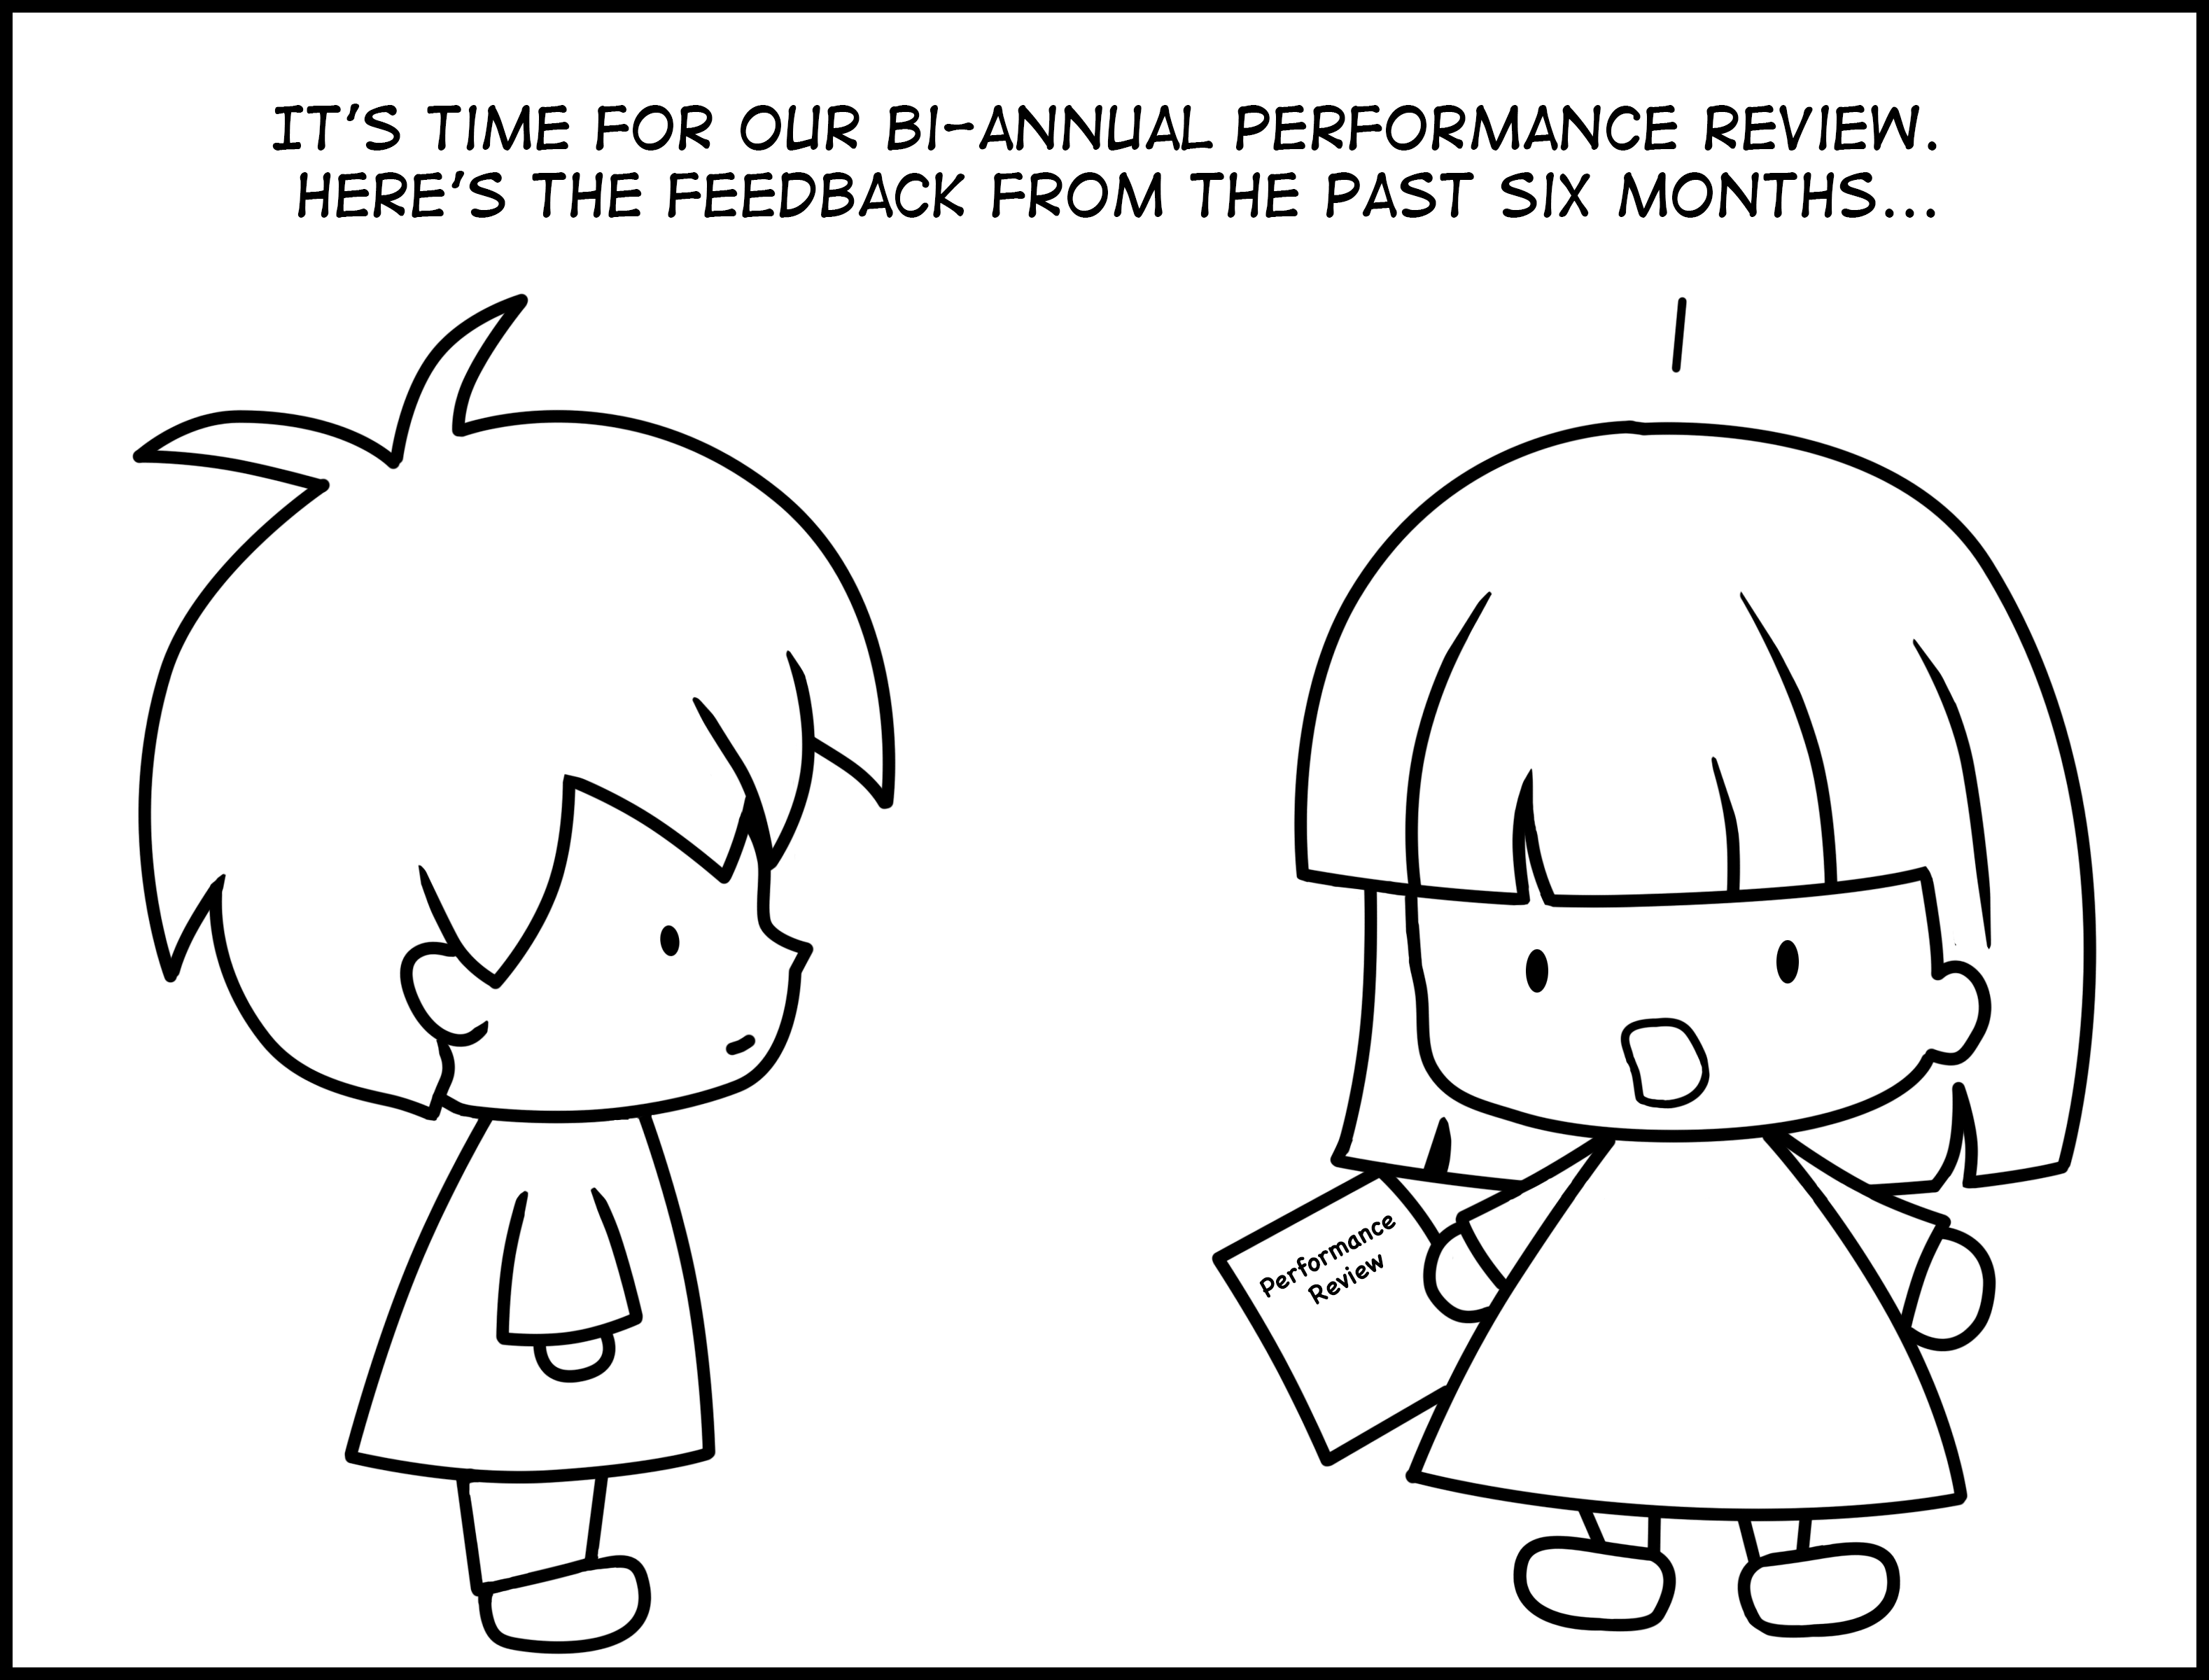 IT'S TIME FOR OUR BI-ANNUAL PERFORMANCE REVIEW.
HERE'S THE FEEDBACK FROM THE PAST SIX MONTHS...
Performance
Review